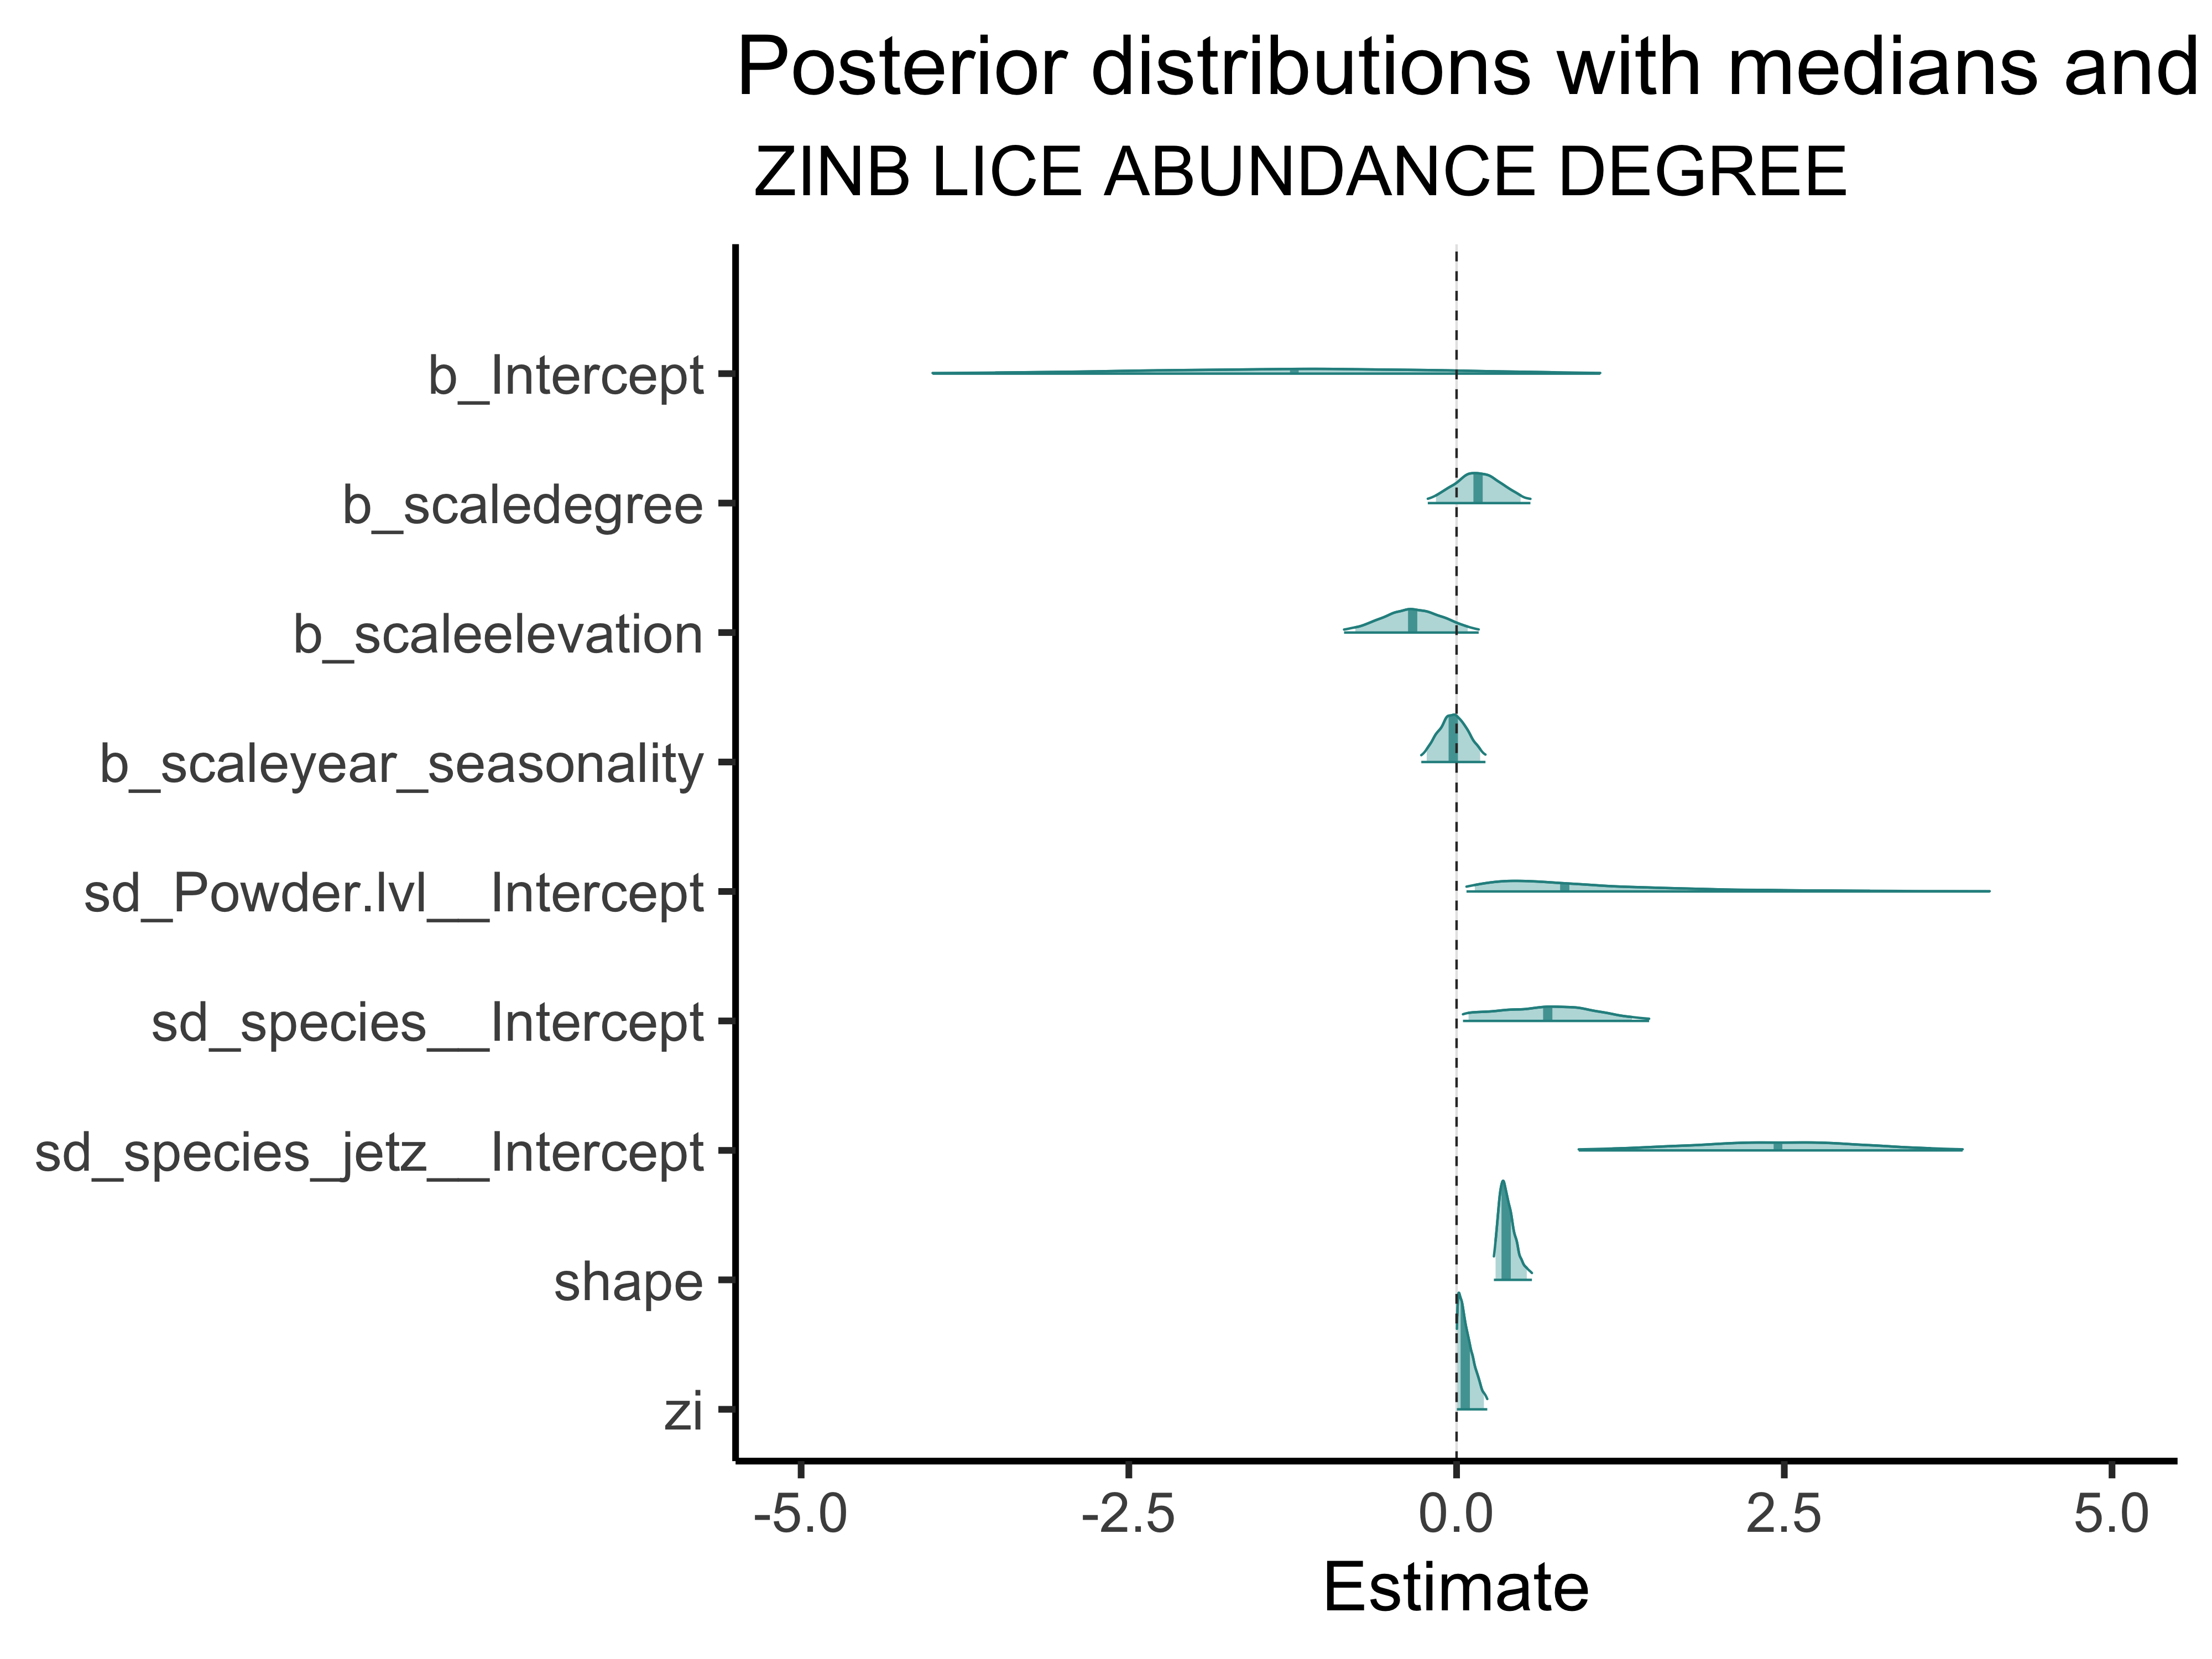 Posterior distributions with medians and
ZINB LICE ABUNDANCE DEGREE
b_Intercept
b_scaledegree
b_scaleelevation
b_scaleyear_seasonality
sd_Powder.lvl__Intercept
sd_species__Intercept
sd_species_jetz__Intercept
shape
zi
-5.0 -2.5 0.0 2.5 5.0
Estimate